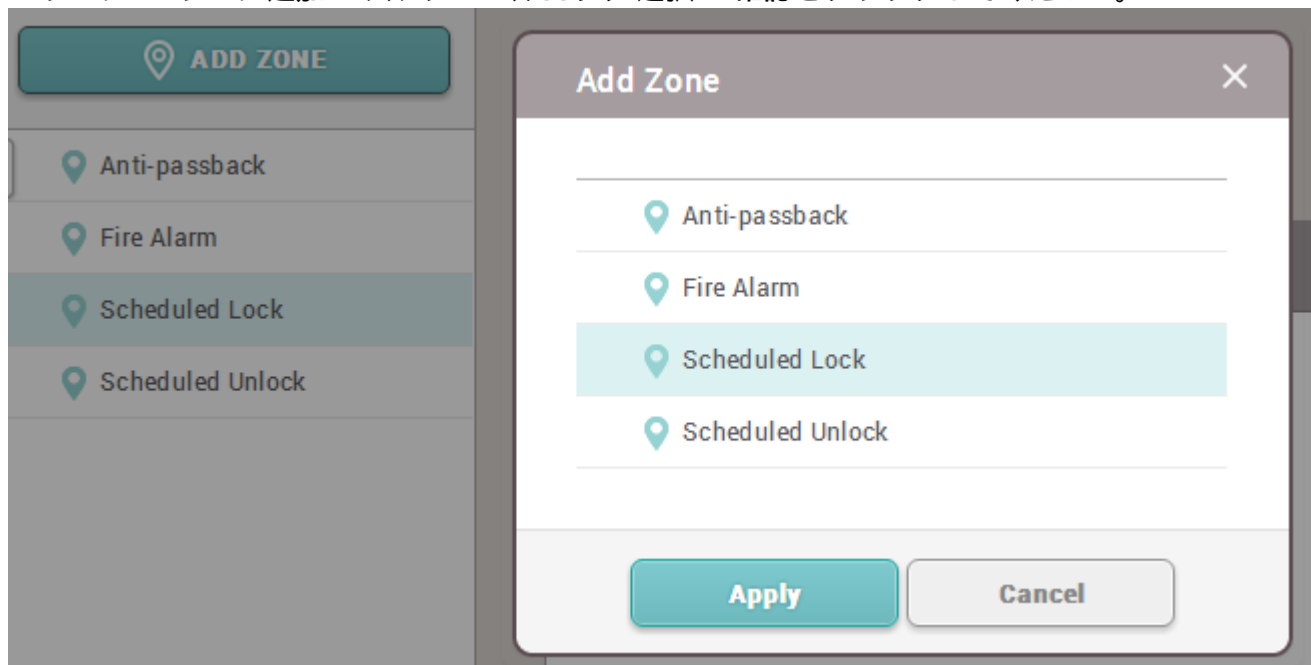 ADD ZONE
Anti-passback
Fire Alarm
Scheduled Lock
Scheduled Unlock
Add Zone
Anti-passback
Fire Alarm
Scheduled Lock
Scheduled Unlock
Apply
Cancel